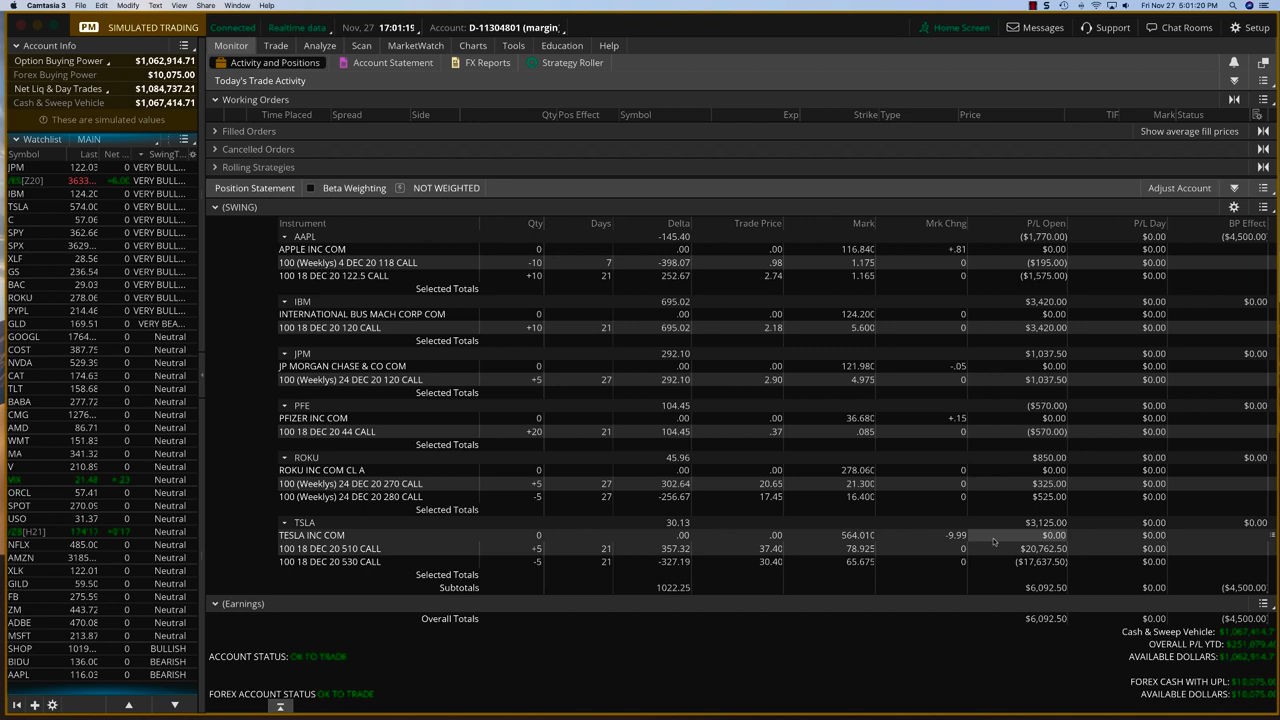 Camtasia 3 File Edit Modify Text View Share Window Help Fri Nov 27 5:01:20 PM
PM SIMULATED TRADING Connected Realtime data Nov, 27 17:01:19 Account: D-11304801 (margin) Home Screen Messages Support Chat Rooms Setup
Account Info
Option Buying Power $1,062,914.71
Forex Buying Power $10,075.00
Net Liq & Day Trades $1,084,737.21
Cash & Sweep Vehicle $1,067,414.71
These are simulated values
Watchlist MAIN
Symbol Last Net ... SwingT...
JPM 122.03 0 VERY BULL...
[Z20] 3633... +6.00 VERY BULL...
IBM 124.20 0 VERY BULL...
TSLA 574.00 0 VERY BULL...
C 57.06 0 VERY BULL...
SPY 362.66 0 VERY BULL...
SPX 3629... 0 VERY BULL...
XLF 28.56 0 VERY BULL...
GS 236.54 0 VERY BULL...
BAC 29.03 0 VERY BULL...
ROKU 278.06 0 VERY BULL...
PYPL 214.46 0 VERY BULL...
GLD 169.51 0 VERY BEA...
GOOGL 1764... 0 Neutral
COST 387.75 0 Neutral
NVDA 529.39 0 Neutral
CAT 174.63 0 Neutral
TLT 158.68 0 Neutral
BABA 277.72 0 Neutral
CMG 1276... 0 Neutral
AMD 86.71 0 Neutral
WMT 151.83 0 Neutral
MA 341.32 0 Neutral
V 210.89 0 Neutral
VIX 21.48 +.23 Neutral
ORCL 57.41 0 Neutral
SPOT 270.09 0 Neutral
USO 31.37 0 Neutral
[H21] Neutral
NFLX 485.00 0 Neutral
AMZN 3185... 0 Neutral
XLK 122.01 0 Neutral
GILD 59.50 0 Neutral
FB 275.59 0 Neutral
ZM 443.72 0 Neutral
ADBE 470.08 0 Neutral
MSFT 213.87 0 Neutral
SHOP 1019... 0 BULLISH
BIDU 136.00 0 BEARISH
AAPL 116.03 0 BEARISH
Monitor Trade Analyze Scan MarketWatch Charts Tools Education Help
Activity and Positions Account Statement FX Reports Strategy Roller
Today's Trade Activity
Working Orders
Time Placed Spread Side Qty Pos Effect Symbol Exp Strike Type Price TIF Mark Status
Filled Orders Show average fill prices
Cancelled Orders
Rolling Strategies
Position Statement Beta Weighting NOT WEIGHTED Adjust Account
(SWING)
Instrument Qty Days Delta Trade Price Mark Mrk Chng P/L Open P/L Day BP Effect
AAPL -145.40 ($1,770.00) $0.00 ($4,500.00)
APPLE INC COM 0 .00 .00 116.840 +.81 $0.00 $0.00
100 (Weeklys) 4 DEC 20 118 CALL -10 7 -398.07 .98 1.175 0 ($195.00) $0.00
100 18 DEC 20 122.5 CALL +10 21 252.67 2.74 1.165 0 ($1,575.00) $0.00
Selected Totals
IBM 695.02 $3,420.00 $0.00 $0.00
INTERNATIONAL BUS MACH CORP COM 0 .00 .00 124.200 0 $0.00 $0.00
100 18 DEC 20 120 CALL +10 21 695.02 2.18 5.600 0 $3,420.00 $0.00
Selected Totals
JPM 292.10 $1,037.50 $0.00 $0.00
JP MORGAN CHASE & CO COM 0 .00 .00 121.980 -.05 $0.00 $0.00
100 (Weeklys) 24 DEC 20 120 CALL +5 27 292.10 2.90 4.975 0 $1,037.50 $0.00
Selected Totals
PFE 104.45 ($570.00) $0.00 $0.00
PFIZER INC COM 0 .00 .00 36.680 +.15 $0.00 $0.00
100 18 DEC 20 44 CALL +20 21 104.45 .37 .085 0 ($570.00) $0.00
Selected Totals
ROKU 45.96 $850.00 $0.00 $0.00
ROKU INC COM CL A 0 .00 .00 278.060 0 $0.00 $0.00
100 (Weeklys) 24 DEC 20 270 CALL +5 27 302.64 20.65 21.300 0 $325.00 $0.00
100 (Weeklys) 24 DEC 20 280 CALL -5 27 -256.67 17.45 16.400 0 $525.00 $0.00
Selected Totals
TSLA 30.13 $3,125.00 $0.00 $0.00
TESLA INC COM 0 .00 .00 564.010 -9.99 $0.00 $0.00
100 18 DEC 20 510 CALL +5 21 357.32 37.40 78.925 0 $20,762.50 $0.00
100 18 DEC 20 530 CALL -5 21 -327.19 30.40 65.675 0 ($17,637.50) $0.00
Selected Totals
Subtotals 1022.25 $6,092.50 $0.00 ($4,500.00)
(Earnings)
Overall Totals $6,092.50 $0.00 ($4,500.00)
Cash & Sweep Vehicle: $1,067,414.7
OVERALL P/L YTD:
ACCOUNT STATUS: OK TO TRADE AVAILABLE DOLLARS: $1,062,914.7
FOREX CASH WITH UPL: $10,075.00
FOREX ACCOUNT STATUS OK TO TRADE AVAILABLE DOLLARS: $10,075.00